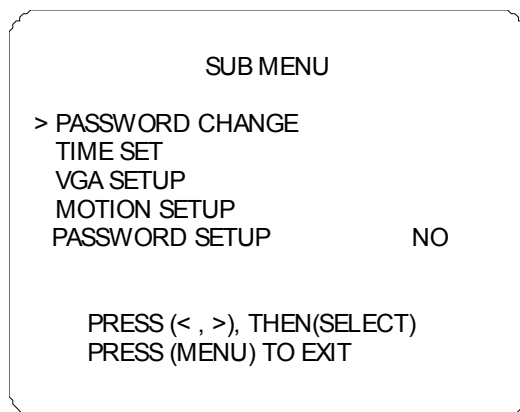 SUB MENU
> PASSWORD CHANGE
TIME SET
VGA SETUP
MOTION SETUP
PASSWORD SETUP NO
PRESS (< , >), THEN(SELECT)
PRESS (MENU) TO EXIT